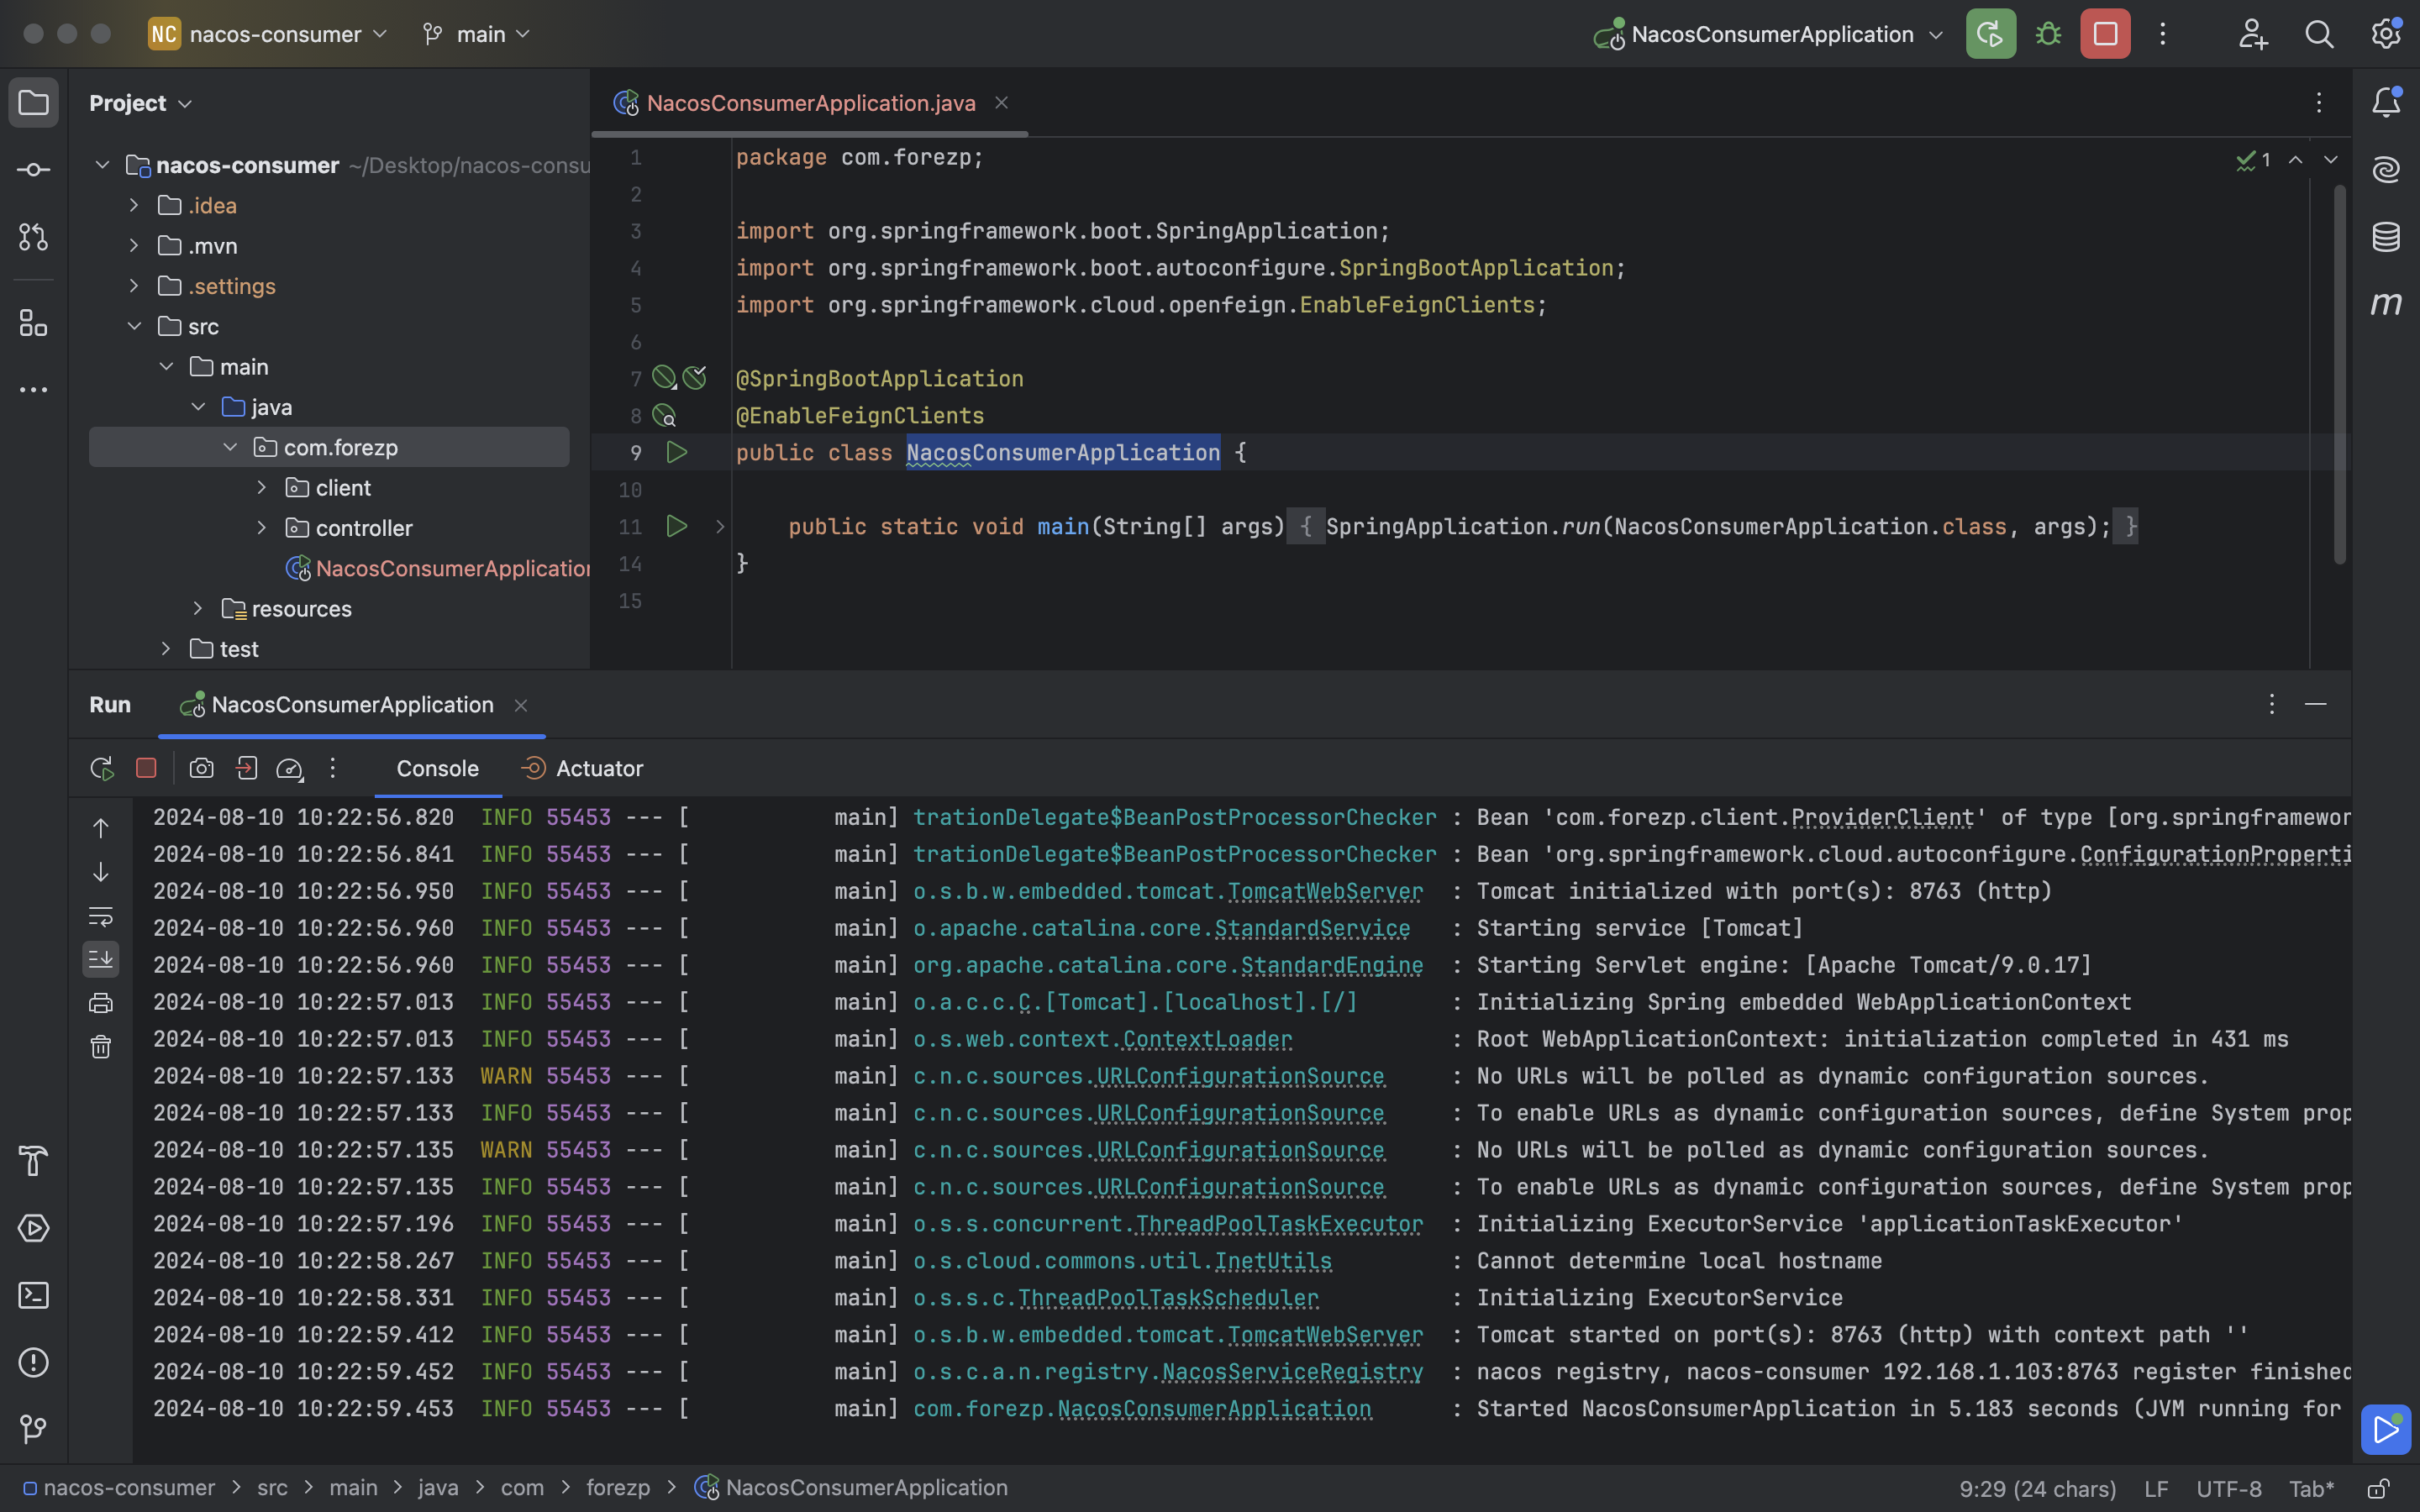 NC nacos-consumer main NacosConsumerApplication
Project
NacosConsumerApplication.java
nacos-consumer ~/Desktop/nacos-consu
.idea
.mvn
.settings
src
main
java
com.forezp
client
controller
NacosConsumerApplication
resources
test
1 package com.forezp;
2
3 import org.springframework.boot.SpringApplication;
4 import org.springframework.boot.autoconfigure.SpringBootApplication;
5 import org.springframework.cloud.openfeign.EnableFeignClients;
6
7 @SpringBootApplication
8 @EnableFeignClients
9 public class NacosConsumerApplication {
10
11 public static void main(String[] args) { SpringApplication.run(NacosConsumerApplication.class, args); }
14 }
15
1
m
Run NacosConsumerApplication
Console Actuator
2024-08-10 10:22:56.820 INFO 55453 --- [ main] trationDelegate$BeanPostProcessorChecker : Bean 'com.forezp.client.ProviderClient' of type [org.springframewor
2024-08-10 10:22:56.841 INFO 55453 --- [ main] trationDelegate$BeanPostProcessorChecker : Bean 'org.springframework.cloud.autoconfigure.ConfigurationProperti
2024-08-10 10:22:56.950 INFO 55453 --- [ main] o.s.b.w.embedded.tomcat.TomcatWebServer : Tomcat initialized with port(s): 8763 (http)
2024-08-10 10:22:56.960 INFO 55453 --- [ main] o.apache.catalina.core.StandardService : Starting service [Tomcat]
2024-08-10 10:22:56.960 INFO 55453 --- [ main] org.apache.catalina.core.StandardEngine : Starting Servlet engine: [Apache Tomcat/9.0.17]
2024-08-10 10:22:57.013 INFO 55453 --- [ main] o.a.c.c.C.[Tomcat].[localhost].[/] : Initializing Spring embedded WebApplicationContext
2024-08-10 10:22:57.013 INFO 55453 --- [ main] o.s.web.context.ContextLoader : Root WebApplicationContext: initialization completed in 431 ms
2024-08-10 10:22:57.133 WARN 55453 --- [ main] c.n.c.sources.URLConfigurationSource : No URLs will be polled as dynamic configuration sources.
2024-08-10 10:22:57.133 INFO 55453 --- [ main] c.n.c.sources.URLConfigurationSource : To enable URLs as dynamic configuration sources, define System prop
2024-08-10 10:22:57.135 WARN 55453 --- [ main] c.n.c.sources.URLConfigurationSource : No URLs will be polled as dynamic configuration sources.
2024-08-10 10:22:57.135 INFO 55453 --- [ main] c.n.c.sources.URLConfigurationSource : To enable URLs as dynamic configuration sources, define System prop
2024-08-10 10:22:57.196 INFO 55453 --- [ main] o.s.s.concurrent.ThreadPoolTaskExecutor : Initializing ExecutorService 'applicationTaskExecutor'
2024-08-10 10:22:58.267 INFO 55453 --- [ main] o.s.cloud.commons.util.InetUtils : Cannot determine local hostname
2024-08-10 10:22:58.331 INFO 55453 --- [ main] o.s.s.c.ThreadPoolTaskScheduler : Initializing ExecutorService
2024-08-10 10:22:59.412 INFO 55453 --- [ main] o.s.b.w.embedded.tomcat.TomcatWebServer : Tomcat started on port(s): 8763 (http) with context path ''
2024-08-10 10:22:59.452 INFO 55453 --- [ main] o.s.c.a.n.registry.NacosServiceRegistry : nacos registry, nacos-consumer 192.168.1.103:8763 register finished
2024-08-10 10:22:59.453 INFO 55453 --- [ main] com.forezp.NacosConsumerApplication : Started NacosConsumerApplication in 5.183 seconds (JVM running for
nacos-consumer > src > main > java > com > forezp > NacosConsumerApplication 9:29 (24 chars) LF UTF-8 Tab*